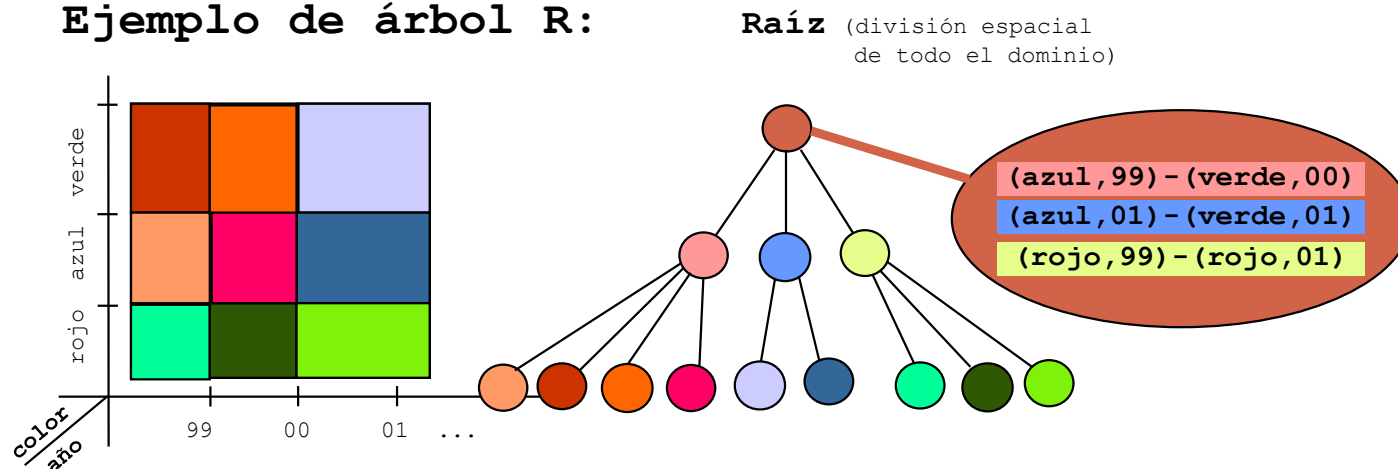 Ejemplo de árbol R:
Raíz (división espacial
de todo el dominio)
verde
azul
rojo
(azul,99)-(verde,00)
(azul,01)-(verde,01)
(rojo,99)-(rojo,01)
color
año
99 00 01 ...